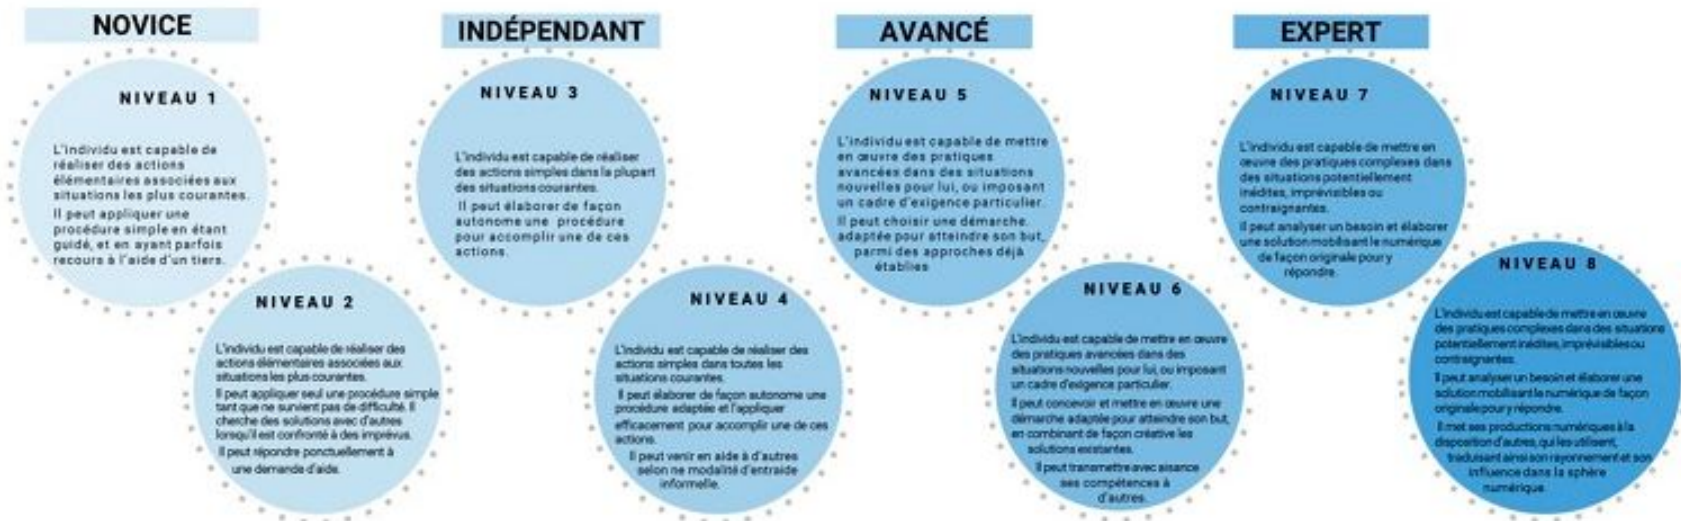 NOVICE
NIVEAU 1
L'individu est capable de
réaliser des actions
élémentaires associées aux
situations les plus courantes.
Il peut appliquer une
procédure simple en étant
guidé, et en ayant parfois
recours à l'aide d'un tiers.
NIVEAU 2
L'individu est capable de réaliser des
actions élémentaires associées aux
situations les plus courantes.
Il peut appliquer seul une procédure simple
tant que ne survient pas de difficulté. Il
cherche des solutions avec d'autres
lorsqu'il est confronté à des imprévus.
Il peut répondre ponctuellement à
une demande d'aide.
INDÉPENDANT
NIVEAU 3
L'individu est capable de réaliser
des actions simples dans la plupart
des situations courantes.
Il peut élaborer de façon
autonome une procédure
pour accomplir une de ces
actions.
NIVEAU 4
L'individu est capable de réaliser des
actions simples dans toutes les
situations courantes.
Il peut élaborer de façon autonome une
procédure adaptée et l'appliquer
efficacement pour accomplir une de ces
actions.
Il peut venir en aide à d'autres
selon ne modalité d'entraide
informelle.
AVANCÉ
NIVEAU 5
L'individu est capable de mettre
en œuvre des pratiques
avancées dans des situations
nouvelles pour lui, ou imposant
un cadre d'exigence particulier.
Il peut choisir une démarche
adaptée pour atteindre son but,
parmi des approches déjà
établies
NIVEAU 6
L'individu est capable de mettre en œuvre
des pratiques avancées dans des
situations nouvelles pour lui, ou imposant
un cadre d'exigence particulier.
Il peut concevoir et mettre en œuvre une
démarche adaptée pour atteindre son but,
en combinant de façon créative les
solutions existantes.
Il peut transmettre avec aisance
ses compétences à
d'autres.
EXPERT
NIVEAU 7
L'individu est capable de mettre en
œuvre des pratiques complexes dans
des situations potentiellement
inédites, imprévisibles ou
contraignantes.
Il peut analyser un besoin et élaborer
une solution mobilisant le numérique
de façon originale pour y
répondre.
NIVEAU 8
L'individu est capable de mettre en œuvre
des pratiques complexes dans des situations
potentiellement inédites, imprévisibles ou
contraignantes.
Il peut analyser un besoin et élaborer une
solution mobilisant le numérique de façon
originale pour y répondre.
Il met ses productions numériques à la
disposition d'autres, qui les utilisent,
traduisant ainsi son rayonnement et son
influence dans la sphère
numérique.